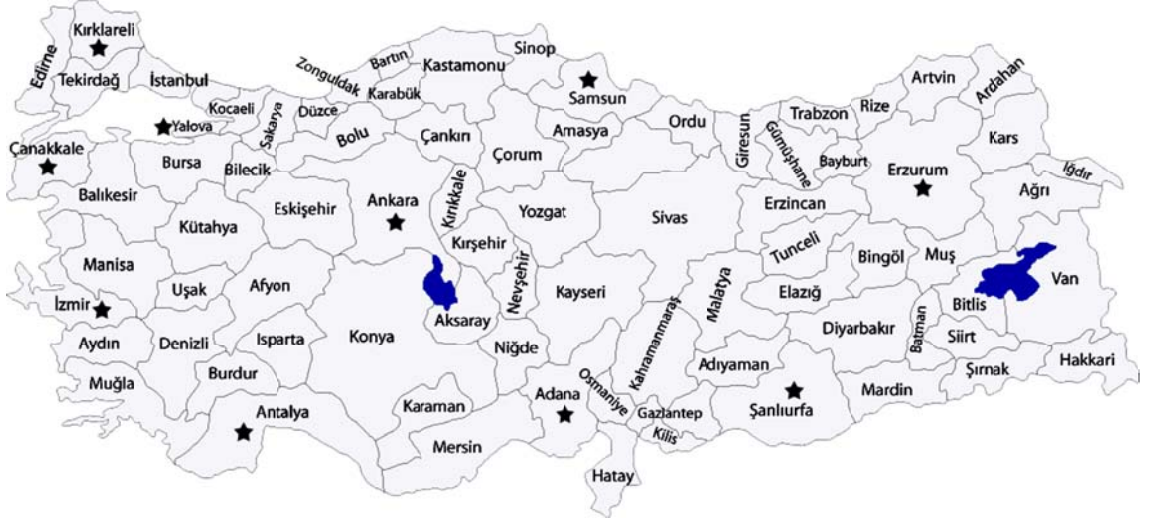 Kırklareli
Edirne
Tekirdağ
İstanbul
Kocaeli
Yalova
Sakarya
Düzce
Zonguldak
Bartın
Karabük
Kastamonu
Sinop
Samsun
Bolu
Çankırı
Çorum
Amasya
Ordu
Giresun
Gümüşhane
Trabzon
Rize
Artvin
Ardahan
Bayburt
Erzurum
Kars
Iğdır
Ağrı
Çanakkale
Balıkesir
Bursa
Bilecik
Kütahya
Eskişehir
Ankara
Kırıkkale
Kırşehir
Yozgat
Sivas
Erzincan
Tunceli
Bingöl
Muş
Bitlis
Van
Manisa
İzmir
Uşak
Afyon
Konya
Aksaray
Nevşehir
Kayseri
Malatya
Elazığ
Diyarbakır
Batman
Siirt
Şırnak
Hakkari
Aydın
Denizli
Isparta
Burdur
Muğla
Antalya
Karaman
Mersin
Niğde
Adana
Osmaniye
Kahramanmaraş
Adıyaman
Gaziantep
Kilis
Şanlıurfa
Mardin
Hatay